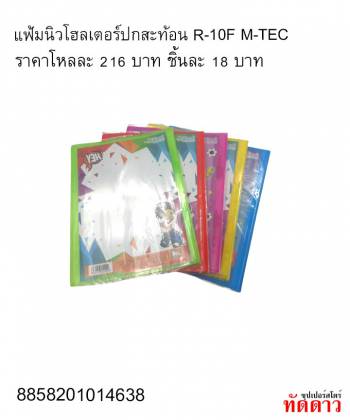 แฟ้มนิวโฮลเดอร์ปกสะท้อน R-10F M-TEC
ราคาโหลละ 216 บาท ชิ้นละ 18 บาท
HEY
8858201014638
ซุปเปอร์สโตร์
ทัดดาว